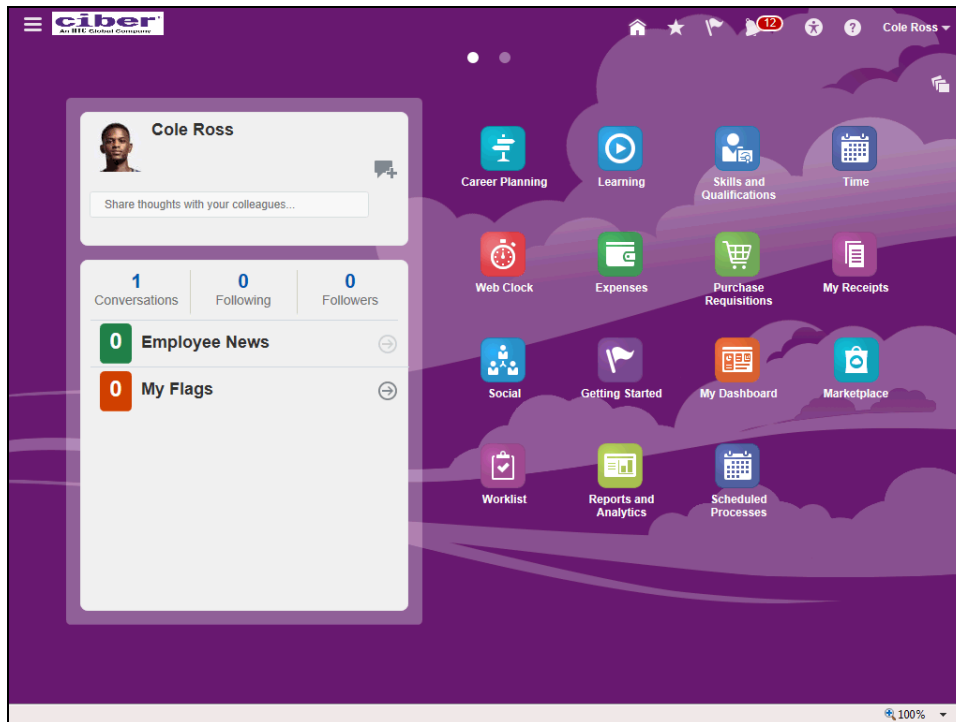 ciber
An HTC Global Company
12
Cole Ross
Cole Ross
Share thoughts with your colleagues...
1
Conversations
0
Following
0
Followers
0 Employee News
0 My Flags
Career Planning
Learning
Skills and
Qualifications
Time
Web Clock
Expenses
Purchase
Requisitions
My Receipts
Social
Getting Started
My Dashboard
Marketplace
Worklist
Reports and
Analytics
Scheduled
Processes
100%